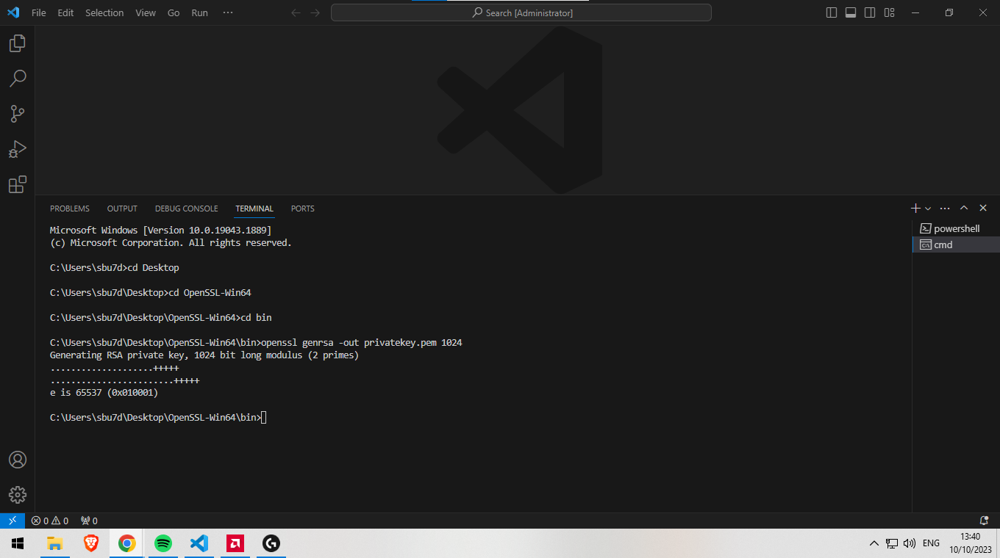 File Edit Selection View Go Run ···
Search [Administrator]
PROBLEMS OUTPUT DEBUG CONSOLE TERMINAL PORTS
powershell
cmd
Microsoft Windows [Version 10.0.19043.1889]
(c) Microsoft Corporation. All rights reserved.
C:\Users\sbu7d>cd Desktop
C:\Users\sbu7d\Desktop>cd OpenSSL-Win64
C:\Users\sbu7d\Desktop\OpenSSL-Win64>cd bin
C:\Users\sbu7d\Desktop\OpenSSL-Win64\bin>openssl genrsa -out privatekey.pem 1024
Generating RSA private key, 1024 bit long modulus (2 primes)
....................+++++
........................+++++
e is 65537 (0x010001)
C:\Users\sbu7d\Desktop\OpenSSL-Win64\bin>
0 0 0
ENG
13:40
10/10/2023